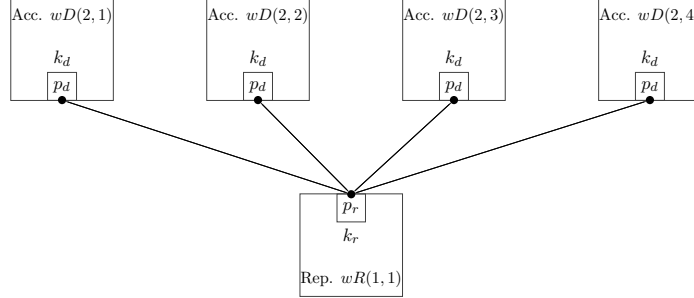 Acc. wD(2,1) Acc. wD(2,2) Acc. wD(2,3) Acc. wD(2,4
k_d k_d k_d k_d
p_d p_d p_d p_d
p_r
k_r
Rep. wR(1,1)